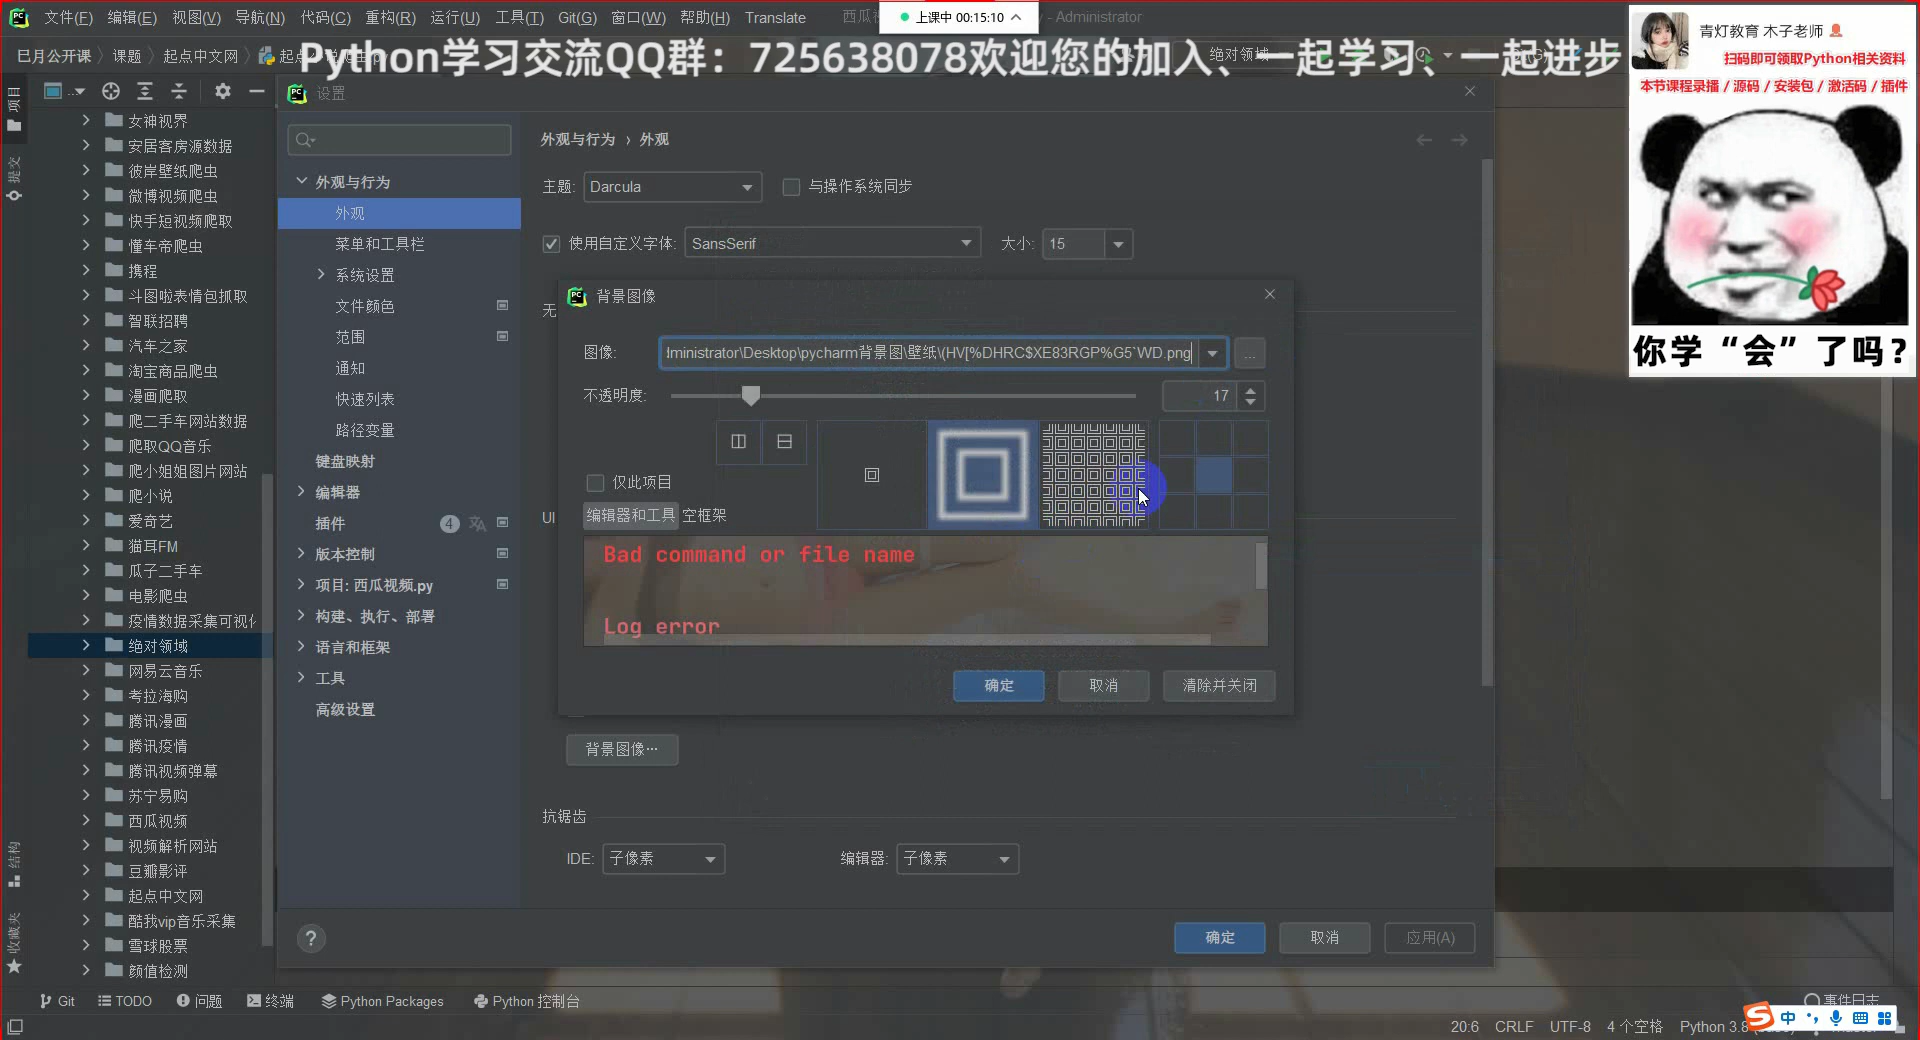 文件(F) 编辑(E) 视图(V) 导航(N) 代码(C) 重构(R) 运行(U) 工具(T) Git(G) 窗口(W) 帮助(H) Translate
上课中 00:15:10
- Administrator
巳月公开课 课题 起点中文网
Python学习交流QQ群：725638078欢迎您的加入、一起学习、一起进步
绝对领域
青灯教育 木子老师
扫码即可领取Python相关资料
本节课程录播 / 源码 / 安装包 / 激活码 / 插件
你学“会”了吗？
项目
提交
结构
收藏夹
女神视界
安居客房源数据
彼岸壁纸爬虫
微博视频爬虫
快手短视频爬取
懂车帝爬虫
携程
斗图啦表情包抓取
智联招聘
汽车之家
淘宝商品爬虫
漫画爬取
爬二手车网站数据
爬取QQ音乐
爬小姐姐图片网站
爬小说
爱奇艺
猫耳FM
瓜子二手车
电影爬虫
疫情数据采集可视化
绝对领域
网易云音乐
考拉海购
腾讯漫画
腾讯疫情
腾讯视频弹幕
苏宁易购
西瓜视频
视频解析网站
豆瓣影评
起点中文网
酷我vip音乐采集
雪球股票
颜值检测
设置
外观与行为
外观
菜单和工具栏
系统设置
文件颜色
范围
通知
快速列表
路径变量
键盘映射
编辑器
插件 4
版本控制
项目: 西瓜视频.py
构建、执行、部署
语言和框架
工具
高级设置
外观与行为 › 外观
主题: Darcula 与操作系统同步
使用自定义字体: SansSerif 大小: 15
无
UI
背景图像
图像: lministrator\Desktop\pycharm背景图\壁纸\(HV[%DHRC$XE83RGP%G5`WD.png ...
不透明度: 17
仅此项目
编辑器和工具 空框架
Bad command or file name
Log error
确定 取消 清除并关闭
背景图像...
抗锯齿
IDE: 子像素 编辑器: 子像素
? 确定 取消 应用(A)
Git TODO 问题 终端 Python Packages Python 控制台 事件日志
20:6 CRLF UTF-8 4 个空格 Python 3.8
中